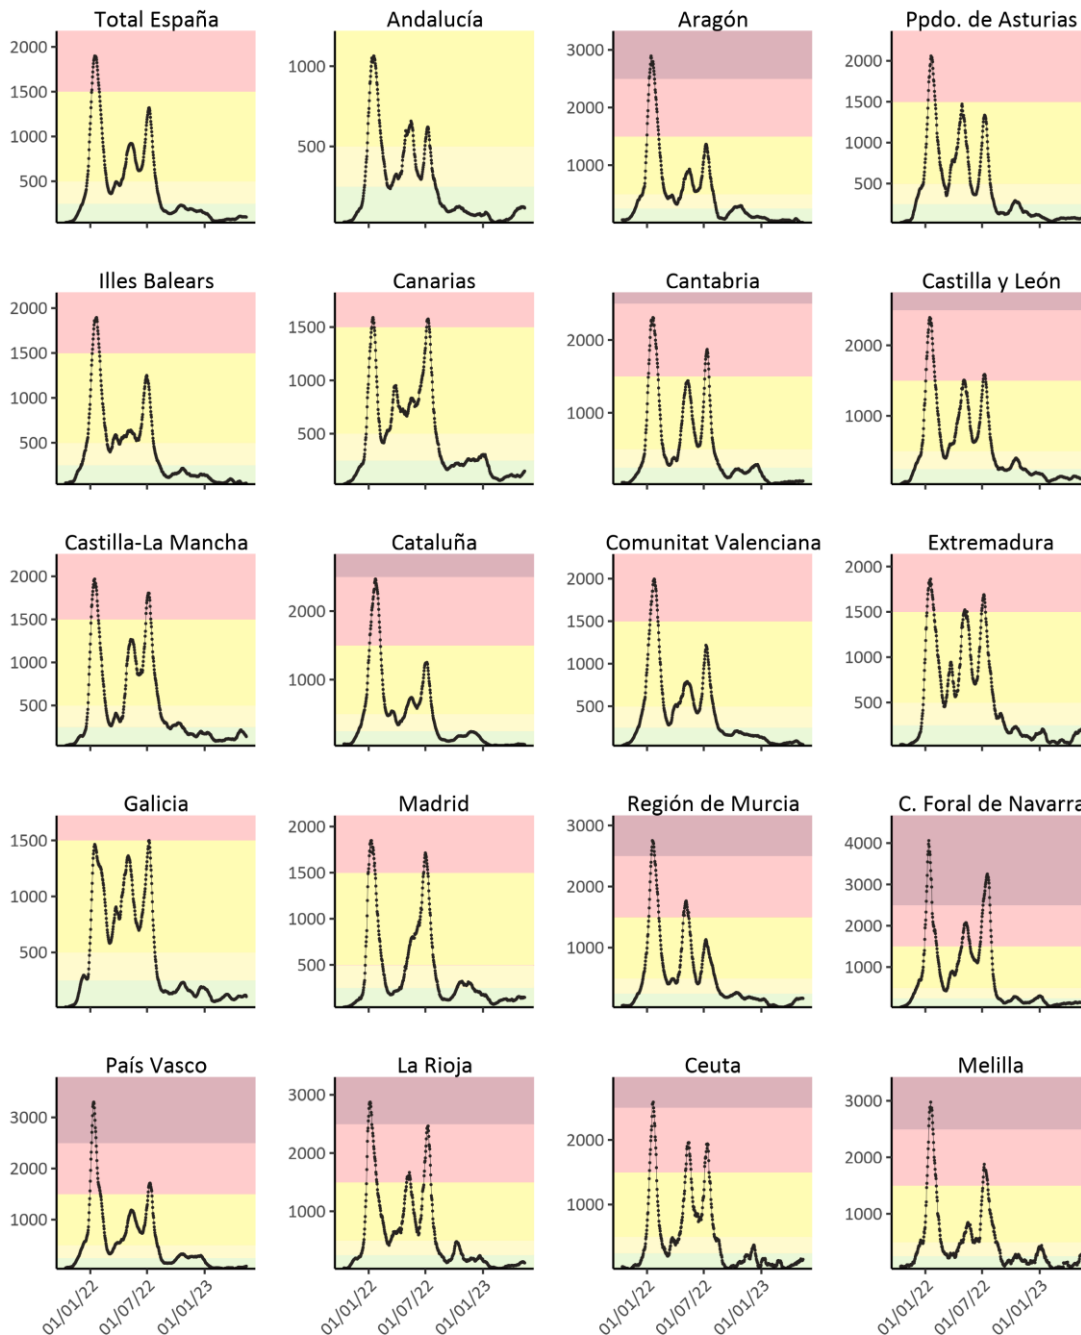 Total España Andalucía Aragón Ppdo. de Asturias
2000 1000 3000 2000
1500 500 2000 1500
1000 1000 1000
500 500
Illes Balears Canarias Cantabria Castilla y León
2000 1500 2000 2000
1500 1000 1000 1000
1000 500
500
Castilla-La Mancha Cataluña Comunitat Valenciana Extremadura
2000 2000 2000 2000
1500 1000 1500 1500
1000 1000 1000
500 500 500
Galicia Madrid Región de Murcia C. Foral de Navarra
1500 2000 3000 4000
1000 1500 2000 3000
500 1000 1000 2000
500 1000
País Vasco La Rioja Ceuta Melilla
3000 3000 2000 3000
2000 2000 1000 2000
1000 1000 1000
01/01/22 01/07/22 01/01/23 01/01/22 01/07/22 01/01/23 01/01/22 01/07/22 01/01/23 01/01/22 01/07/22 01/01/23